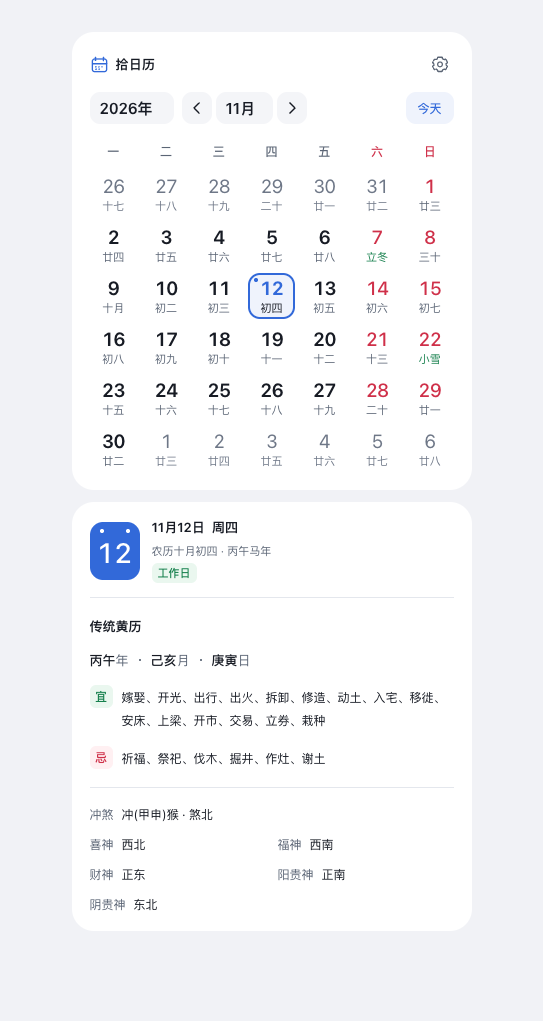 拾日历
2026年 11月 今天
一 二 三 四 五 六 日
26 27 28 29 30 31 1
十七 十八 十九 二十 廿一 廿二 廿三
2 3 4 5 6 7 8
廿四 廿五 廿六 廿七 廿八 立冬 三十
9 10 11 12 13 14 15
十月 初二 初三 初四 初五 初六 初七
16 17 18 19 20 21 22
初八 初九 初十 十一 十二 十三 小雪
23 24 25 26 27 28 29
十五 十六 十七 十八 十九 二十 廿一
30 1 2 3 4 5 6
廿二 廿三 廿四 廿五 廿六 廿七 廿八
11月12日 周四
12
农历十月初四 · 丙午马年
工作日
传统黄历
丙午年 · 己亥月 · 庚寅日
宜 嫁娶、开光、出行、出火、拆卸、修造、动土、入宅、移徙、
安床、上梁、开市、交易、立券、栽种
忌 祈福、祭祀、伐木、掘井、作灶、谢土
冲煞 冲(甲申)猴 · 煞北
喜神 西北 福神 西南
财神 正东 阳贵神 正南
阴贵神 东北